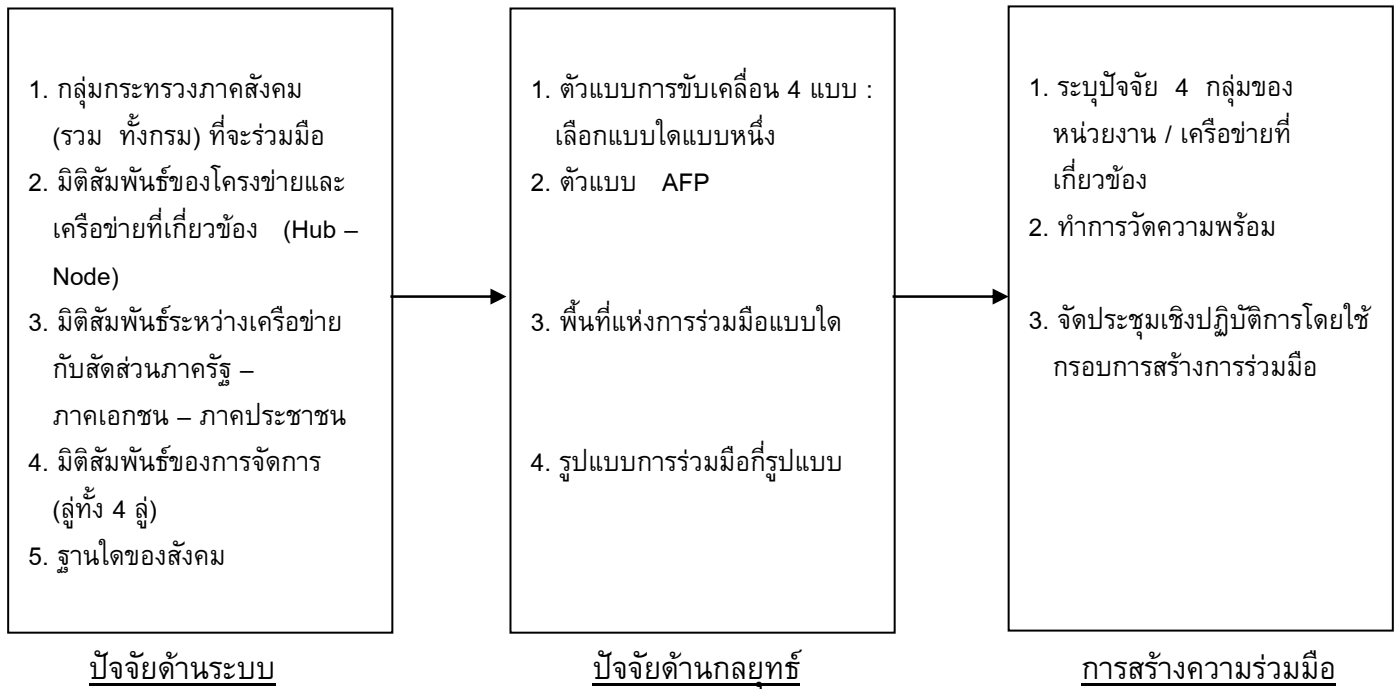 1. กลุ่มกระทรวงภาคสังคม
(รวม ทั้งกรม) ที่จะร่วมมือ
2. มิติสัมพันธ์ของโครงข่ายและ
เครือข่ายที่เกี่ยวข้อง (Hub –
Node)
3. มิติสัมพันธ์ระหว่างเครือข่าย
กับสัดส่วนภาครัฐ –
ภาคเอกชน – ภาคประชาชน
4. มิติสัมพันธ์ของการจัดการ
(ลู่ทั้ง 4 ลู่)
5. ฐานใดของสังคม
ปัจจัยด้านระบบ
1. ตัวแบบการขับเคลื่อน 4 แบบ :
เลือกแบบใดแบบหนึ่ง
2. ตัวแบบ AFP
3. พื้นที่แห่งการร่วมมือแบบใด
4. รูปแบบการร่วมมือกี่รูปแบบ
ปัจจัยด้านกลยุทธ์
1. ระบุปัจจัย 4 กลุ่มของ
หน่วยงาน / เครือข่ายที่
เกี่ยวข้อง
2. ทำการวัดความพร้อม
3. จัดประชุมเชิงปฏิบัติการโดยใช้
กรอบการสร้างการร่วมมือ
การสร้างความร่วมมือ